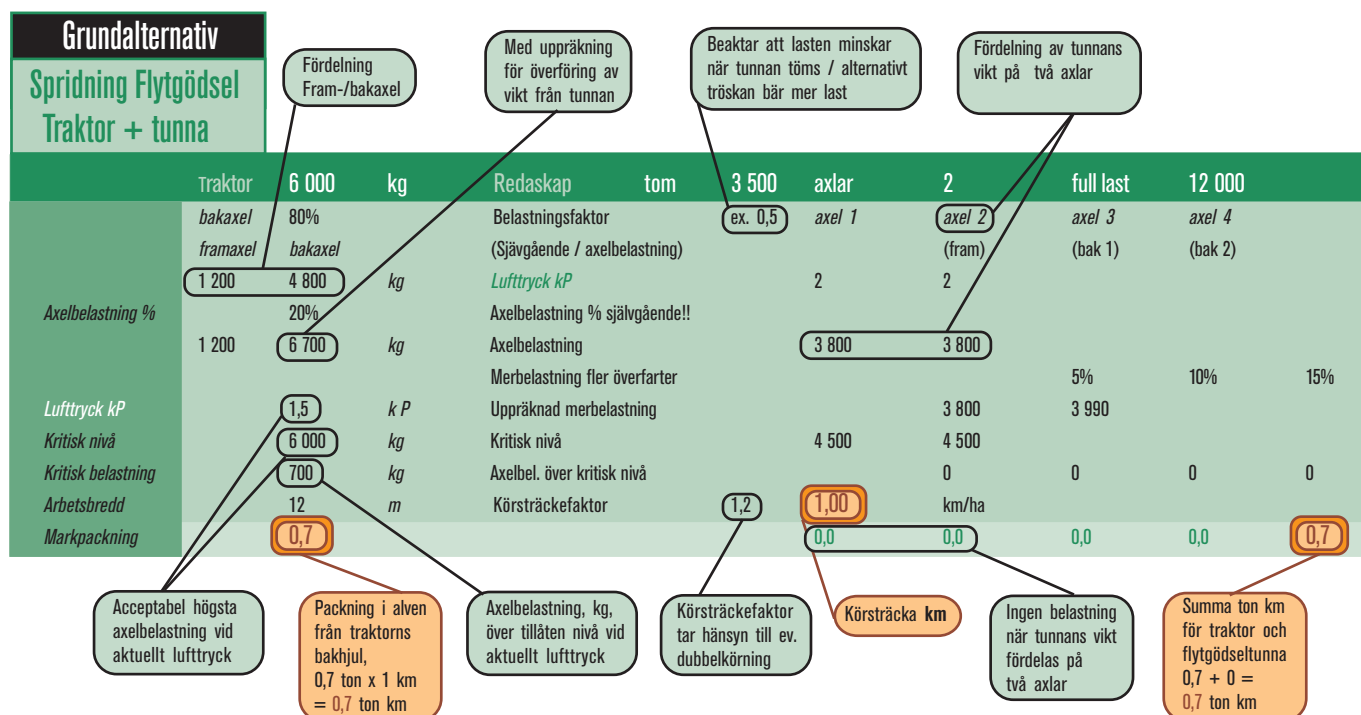 Grundalternativ
Spridning Flytgödsel
Traktor + tunna
Fördelning
Fram-/bakaxel
Med uppräkning
för överföring av
vikt från tunnan
Beaktar att lasten minskar
när tunnan töms / alternativt
tröskan bär mer last
Fördelning av tunnans
vikt på två axlar
Traktor 6 000 kg Redaskap tom 3 500 axlar 2 full last 12 000
bakaxel 80% Belastningsfaktor ex. 0,5 axel 1 axel 2 axel 3 axel 4
framaxel bakaxel (Sjävgående / axelbelastning) (fram) (bak 1) (bak 2)
1 200 4 800 kg Lufttryck kP 2 2
Axelbelastning % 20% Axelbelastning % självgående!!
1 200 6 700 kg Axelbelastning 3 800 3 800
Merbelastning fler överfarter 5% 10% 15%
Lufttryck kP 1,5 k P Uppräknad merbelastning 3 800 3 990
Kritisk nivå 6 000 kg Kritisk nivå 4 500 4 500
Kritisk belastning 700 kg Axelbel. över kritisk nivå 0 0 0 0
Arbetsbredd 12 m Körsträckefaktor 1,2 1,00 km/ha
Markpackning 0,7 0,0 0,0 0,0 0,0 0,7
Acceptabel högsta
axelbelastning vid
aktuellt lufttryck
Packning i alven
från traktorns
bakhjul,
0,7 ton x 1 km
= 0,7 ton km
Axelbelastning, kg,
över tillåten nivå vid
aktuellt lufttryck
Körsträckefaktor
tar hänsyn till ev.
dubbelkörning
Körsträcka km
Ingen belastning
när tunnans vikt
fördelas på
två axlar
Summa ton km
för traktor och
flytgödseltunna
0,7 + 0 =
0,7 ton km